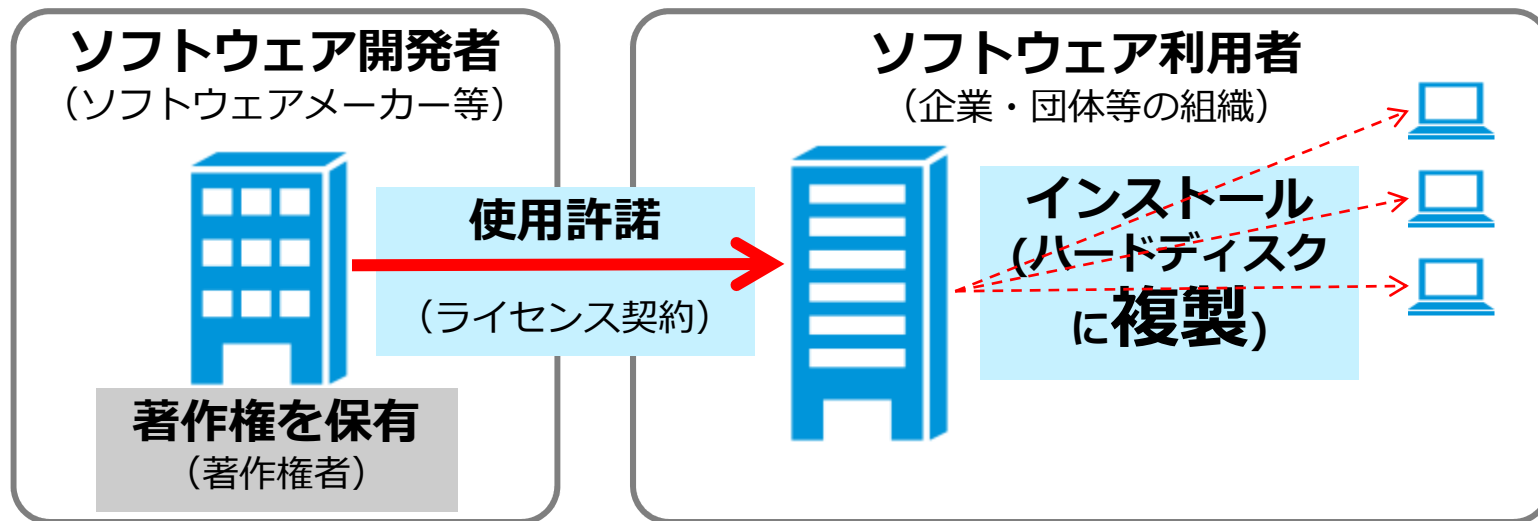 ソフトウェア開発者
（ソフトウェアメーカー等）
使用許諾
（ライセンス契約）
著作権を保有
（著作権者）
ソフトウェア利用者
（企業・団体等の組織）
インストール
(ハードディスク
に複製)